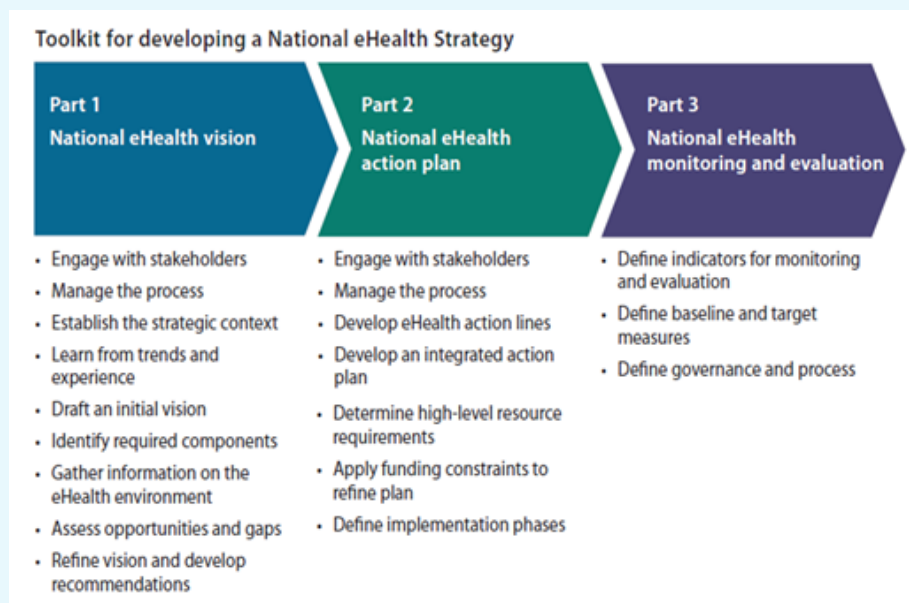 Toolkit for developing a National eHealth Strategy
Part 1
National eHealth vision
• Engage with stakeholders
• Manage the process
• Establish the strategic context
• Learn from trends and
experience
• Draft an initial vision
• Identify required components
• Gather information on the
eHealth environment
• Assess opportunities and gaps
• Refine vision and develop
recommendations
Part 2
National eHealth
action plan
• Engage with stakeholders
• Manage the process
• Develop eHealth action lines
• Develop an integrated action
plan
• Determine high-level resource
requirements
• Apply funding constraints to
refine plan
• Define implementation phases
Part 3
National eHealth
monitoring and evaluation
• Define indicators for monitoring
and evaluation
• Define baseline and target
measures
• Define governance and process